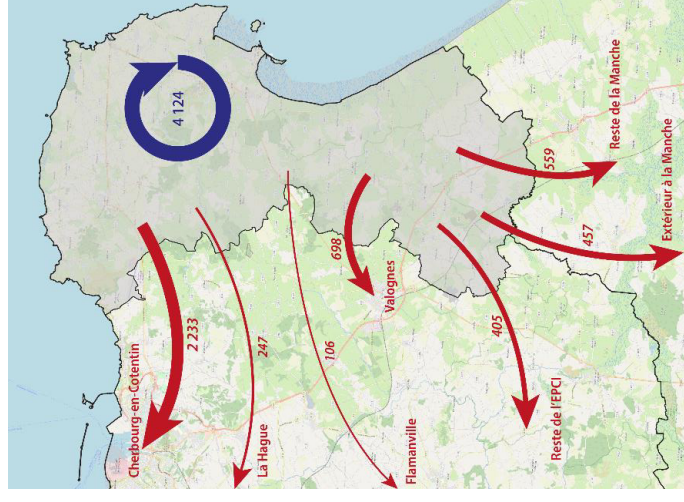 4 124
Cherbourg-en-Cotentin
2 233
La Hague
247
Flamanville
106
698
Valognes
405
Reste de l'EPCI
559
Reste de la Manche
457
Extérieur à la Manche